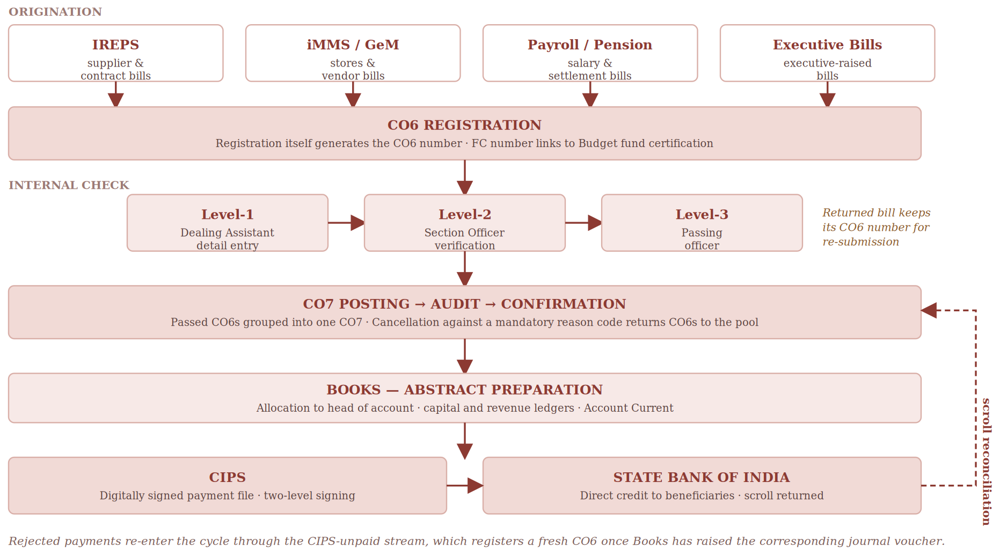 ORIGINATION
IREPS
supplier &
contract bills
iMMS / GeM
stores &
vendor bills
Payroll / Pension
salary &
settlement bills
Executive Bills
executive-raised
bills
CO6 REGISTRATION
Registration itself generates the CO6 number · FC number links to Budget fund certification
INTERNAL CHECK
Level-1
Dealing Assistant
detail entry
Level-2
Section Officer
verification
Level-3
Passing
officer
Returned bill keeps
its CO6 number for
re-submission
CO7 POSTING → AUDIT → CONFIRMATION
Passed CO6s grouped into one CO7 · Cancellation against a mandatory reason code returns CO6s to the pool
BOOKS — ABSTRACT PREPARATION
Allocation to head of account · capital and revenue ledgers · Account Current
scroll reconciliation
CIPS
Digitally signed payment file · two-level signing
STATE BANK OF INDIA
Direct credit to beneficiaries · scroll returned
Rejected payments re-enter the cycle through the CIPS-unpaid stream, which registers a fresh CO6 once Books has raised the corresponding journal voucher.